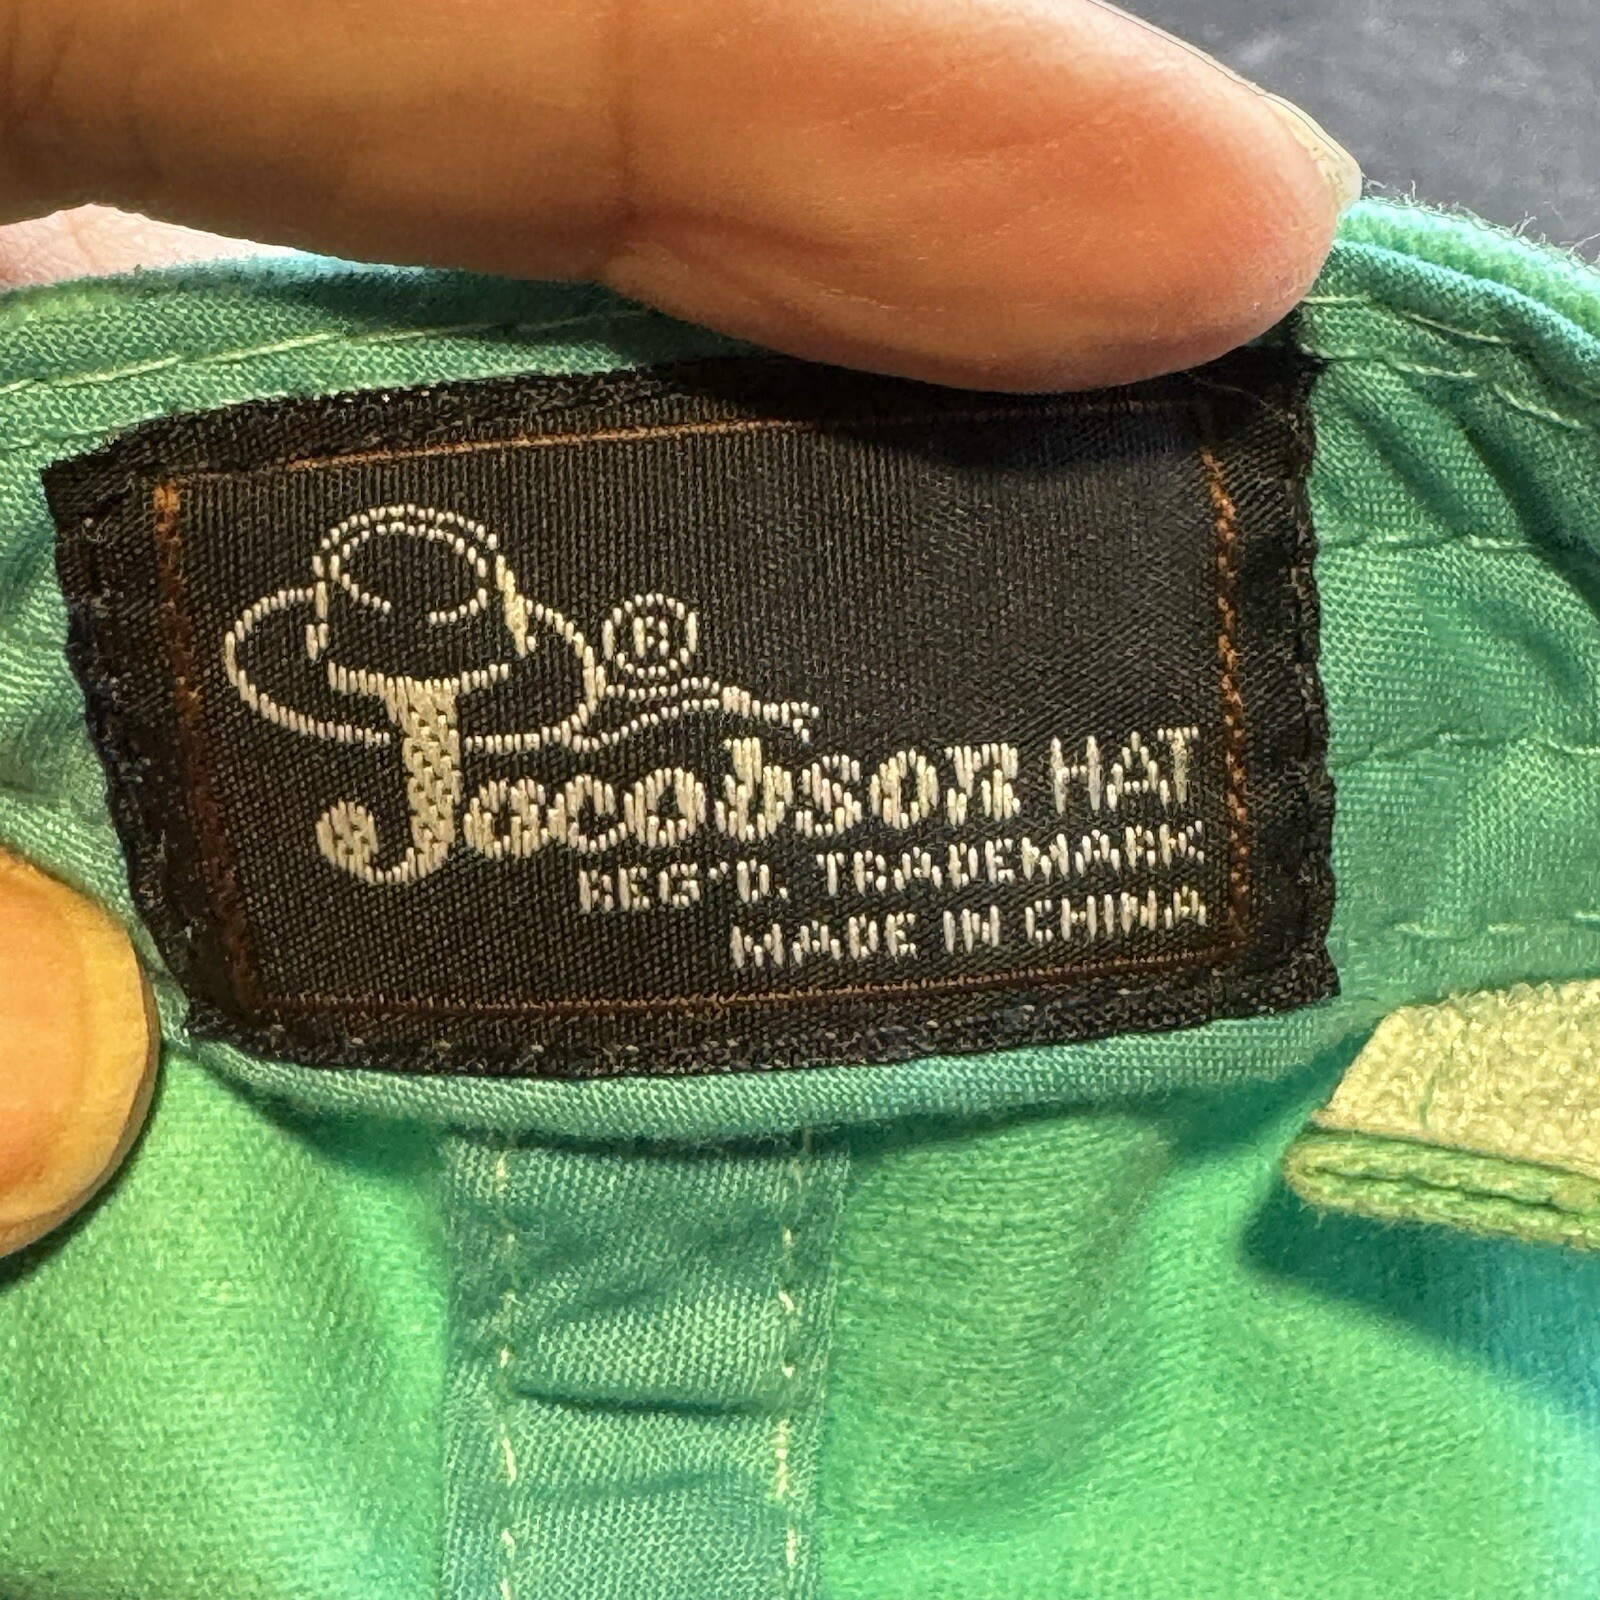 ®
Jacobson HAT
REG'D. TRADEMARK
MADE IN CHINA